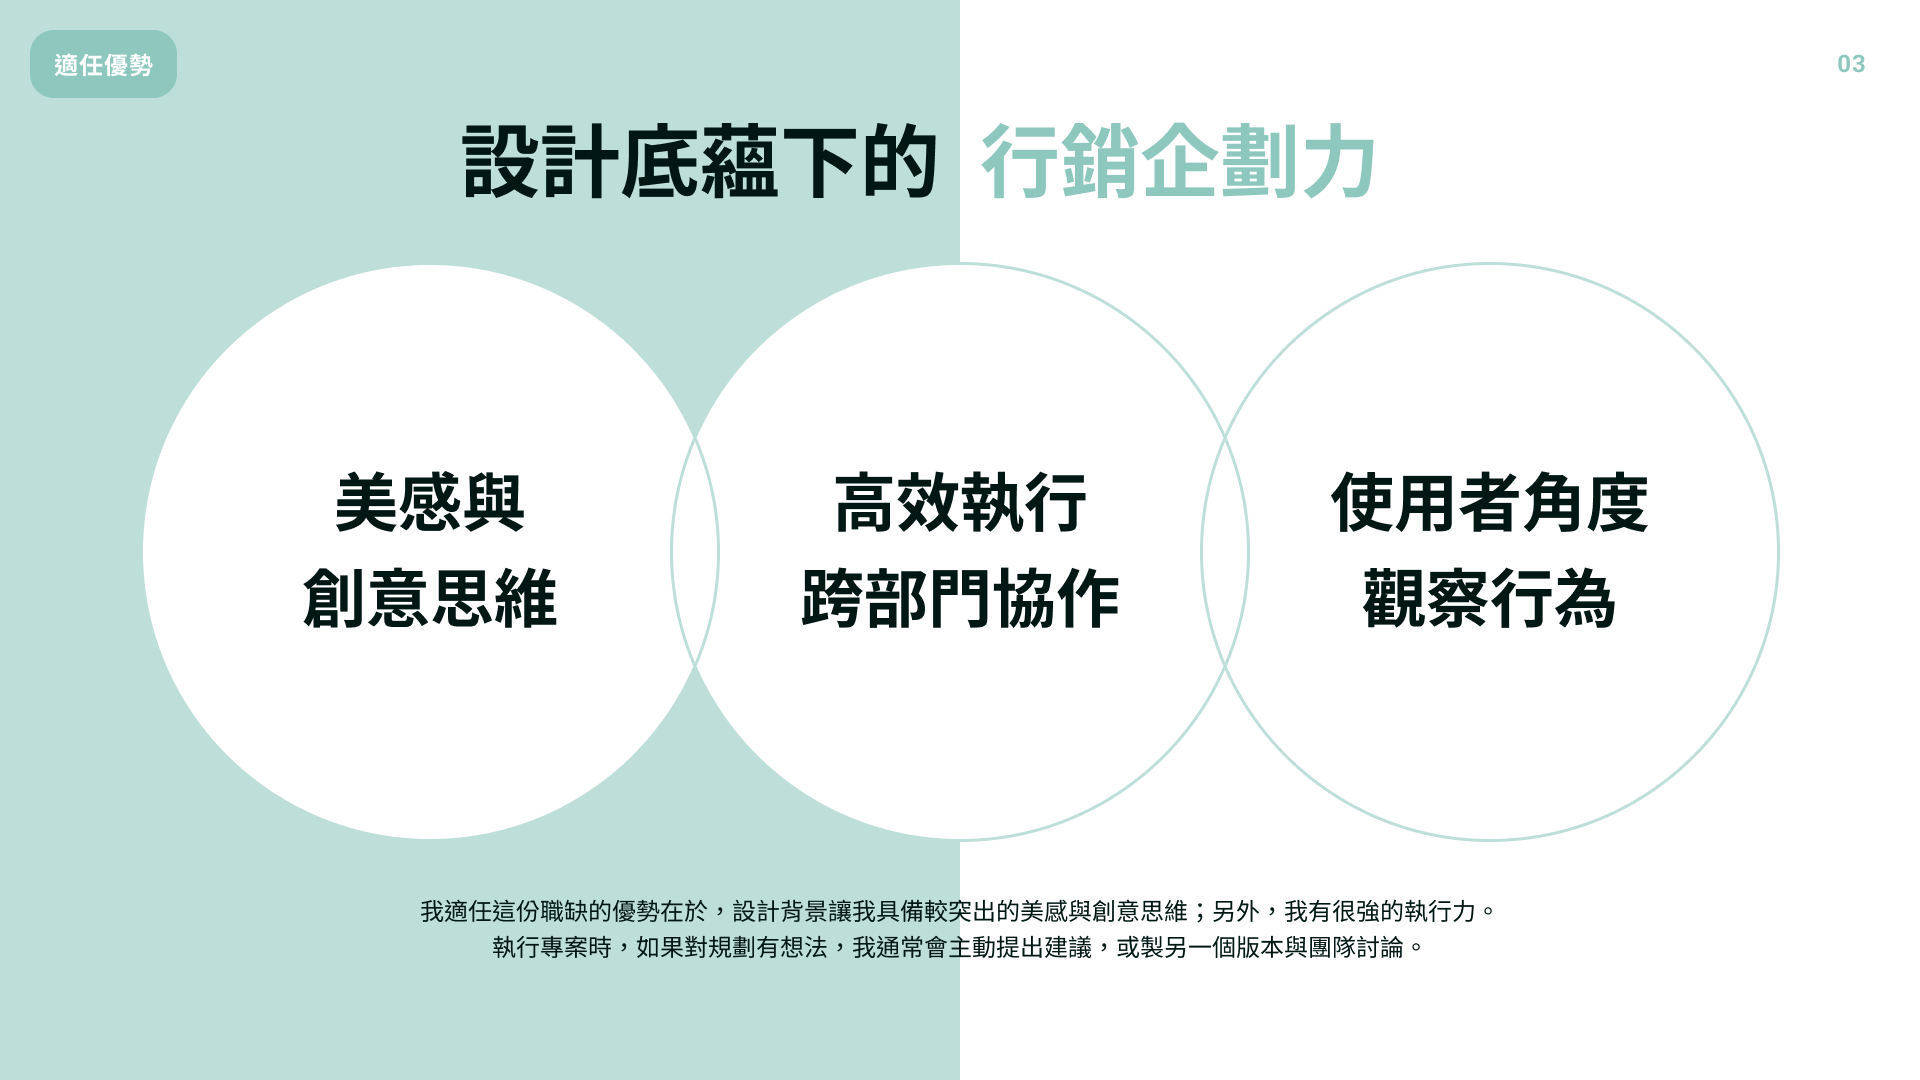 適任優勢
03
設計底蘊下的 行銷企劃力
美感與
創意思維
高效執行
跨部門協作
使用者角度
觀察行為
我適任這份職缺的優勢在於，設計背景讓我具備較突出的美感與創意思維；另外，我有很強的執行力。
執行專案時，如果對規劃有想法，我通常會主動提出建議，或製另一個版本與團隊討論。